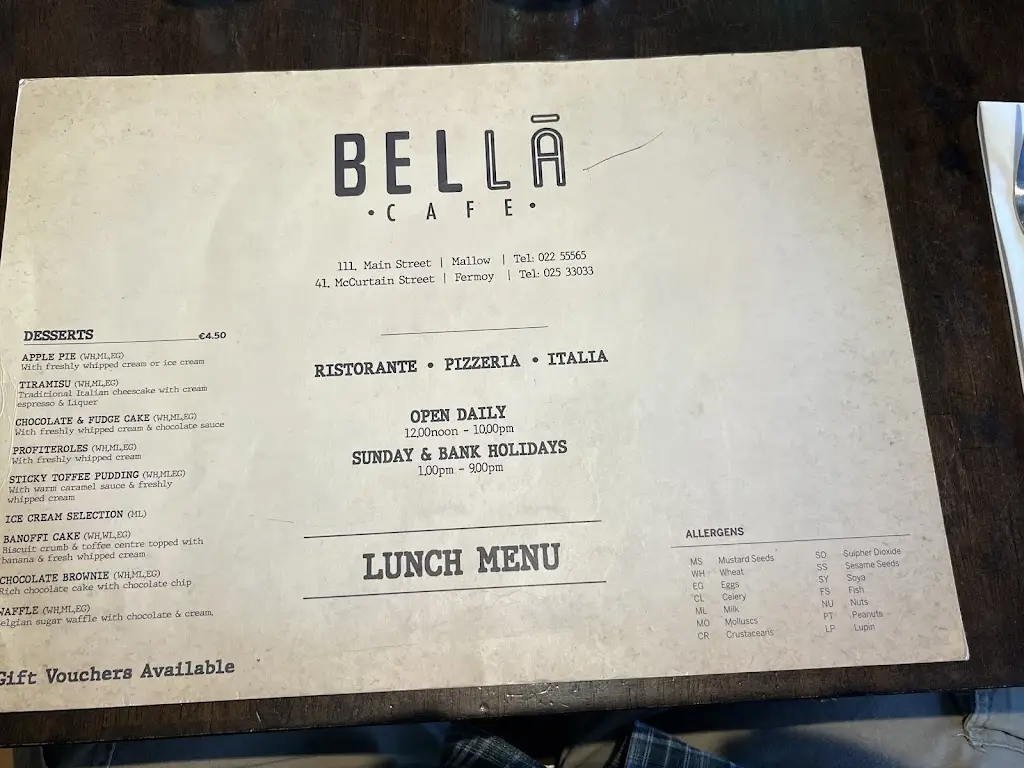 BELLĀ
• CAFE •
111, Main Street | Mallow | Tel: 022 55565
41, McCurtain Street | Fermoy | Tel: 025 33033
RISTORANTE • PIZZERIA • ITALIA
OPEN DAILY
12,00noon - 10,00pm
SUNDAY & BANK HOLIDAYS
1,00pm - 9,00pm
LUNCH MENU
DESSERTS €4.50
APPLE PIE (WH,ML,EG)
With freshly whipped cream or ice cream
TIRAMISU (WH,ML,EG)
Traditional Italian cheescake with cream
espresso & Liquer
CHOCOLATE & FUDGE CAKE (WH,ML,EG)
With freshly whipped cream & chocolate sauce
PROFITEROLES (WH,ML,EG)
With freshly whipped cream
STICKY TOFFEE PUDDING (WH,ML,EG)
With warm caramel sauce & freshly
whipped cream
ICE CREAM SELECTION (ML)
BANOFFI CAKE (WH,WL,EG)
Biscuit crumb & toffee centre topped with
banana & fresh whipped cream
CHOCOLATE BROWNIE (WH,ML,EG)
Rich chocolate cake with chocolate chip
WAFFLE (WH,ML,EG)
elgian sugar waffle with chocolate & cream,
Gift Vouchers Available
ALLERGENS
MS Mustard Seeds
WH Wheat
EG Eggs
CL Celery
ML Milk
MO Molluscs
CR Crustaceans
SO Sulpher Dioxide
SS Sesame Seeds
SY Soya
FS Fish
NU Nuts
PT Peanuts
LP Lupin